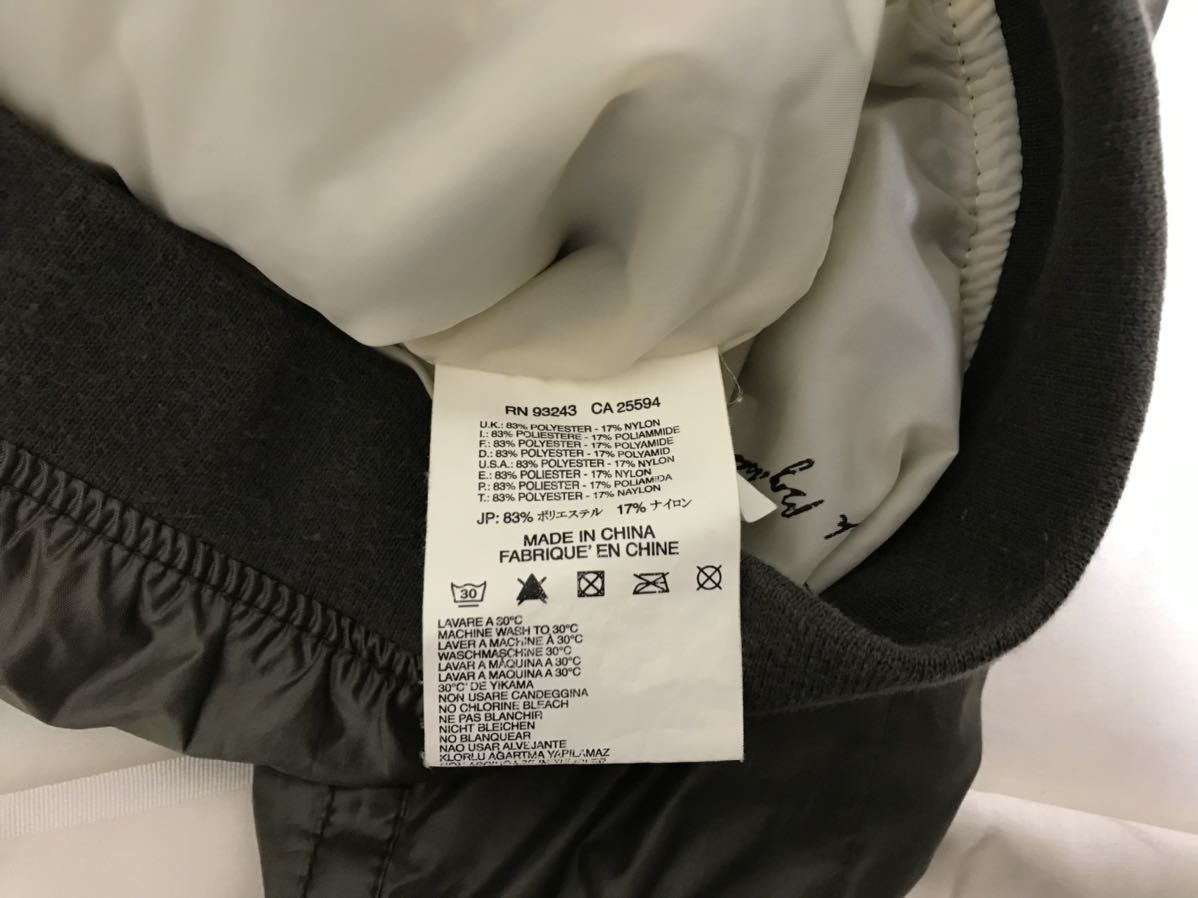 RN 93243 CA 25594
U.K.: 83% POLYESTER - 17% NYLON
I.: 83% POLIESTERE - 17% POLIAMMIDE
F.: 83% POLYESTER - 17% POLYAMIDE
D.: 83% POLYESTER - 17% POLYAMID
U.S.A.: 83% POLYESTER - 17% NYLON
E.: 83% POLIESTER - 17% NYLON
P.: 83% POLIESTER - 17% POLIAMIDA
T.: 83% POLYESTER - 17% NAYLON
JP: 83% ポリエステル 17% ナイロン
MADE IN CHINA
FABRIQUE' EN CHINE
30
LAVARE A 30°C
MACHINE WASH TO 30°C
LAVER A MACHINE À 30°C
WASCHMASCHINE 30°C
LAVAR A MÁQUINA A 30°C
LAVAR A MAQUINA A 30°C
30°C' DE YIKAMA
NON USARE CANDEGGINA
NO CHLORINE BLEACH
NE PAS BLANCHIR
NICHT BLEICHEN
NO BLANQUEAR
NAO USAR ALVEJANTE
KLORLU AGARTMA YAPILAMAZ